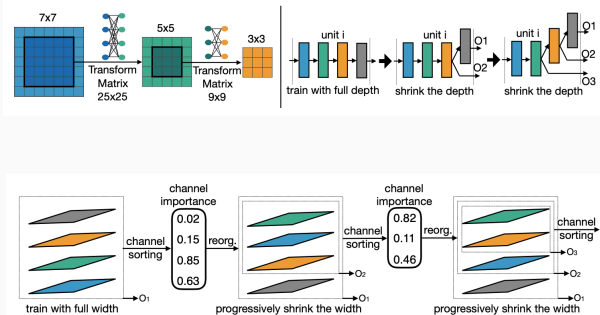 7x7
5x5
3x3
Transform
Matrix
25x25
Transform
Matrix
9x9
unit i
train with full depth
unit i
O1
O2
shrink the depth
unit i
O1
O2
O3
shrink the depth
train with full width
O1
channel
sorting
channel
importance
0.02
0.15
0.85
0.63
reorg.
O2
O1
progressively shrink the width
channel
sorting
channel
importance
0.82
0.11
0.46
reorg.
O3
O2
O1
progressively shrink the width
channel
sorting